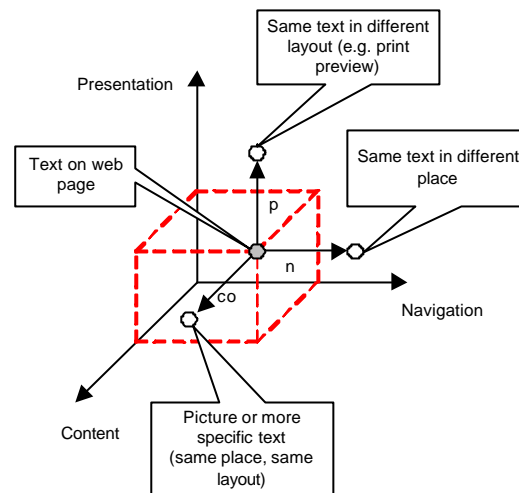 Same text in different
layout (e.g. print
preview)
Presentation
Text on web
page
Same text in different
place
p
n
co
Navigation
Content
Picture or more
specific text
(same place, same
layout)